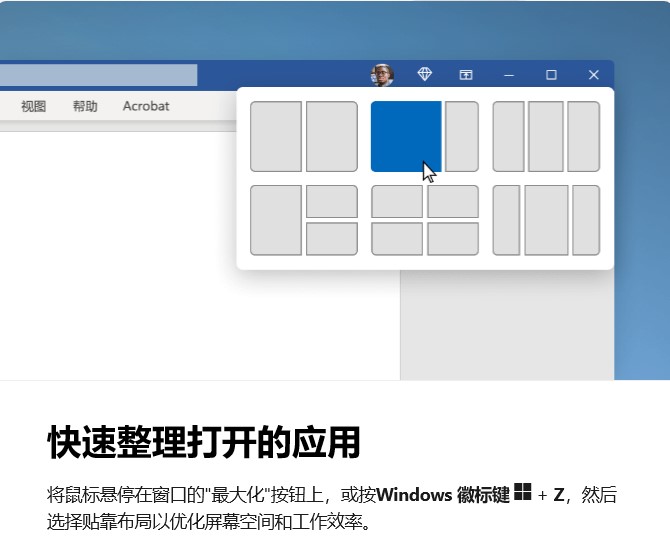 视图 帮助 Acrobat
快速整理打开的应用
将鼠标悬停在窗口的"最大化"按钮上，或按Windows 徽标键 + Z，然后
选择贴靠布局以优化屏幕空间和工作效率。